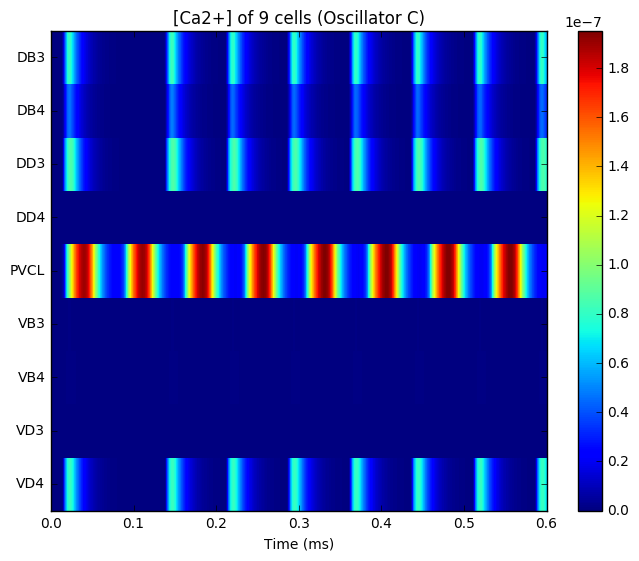 [Ca2+] of 9 cells (Oscillator C)
1e−7
DB3
DB4
DD3
DD4
PVCL
VB3
VB4
VD3
VD4
0.0 0.1 0.2 0.3 0.4 0.5 0.6
Time (ms)
1.8
1.6
1.4
1.2
1.0
0.8
0.6
0.4
0.2
0.0